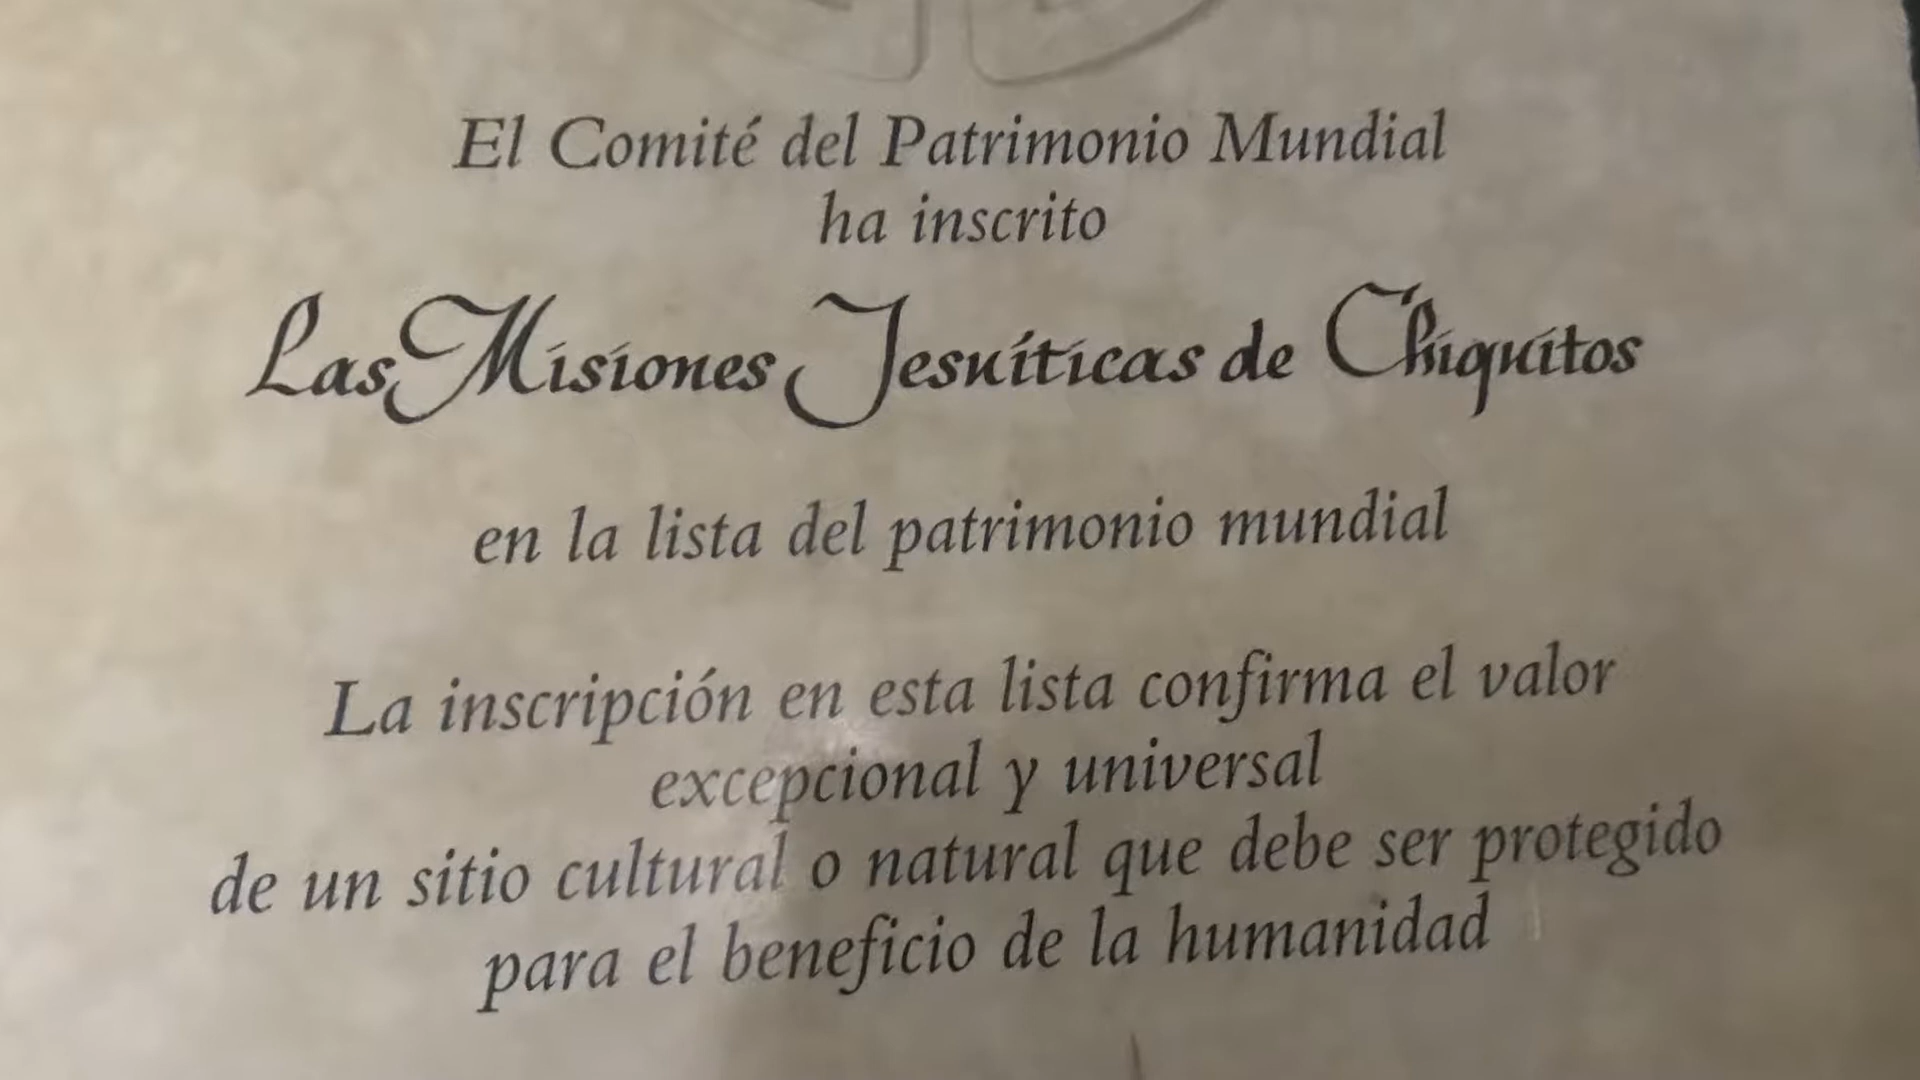 El Comité del Patrimonio Mundial
ha inscrito
Las Misiones Jesuíticas de Chiquitos
en la lista del patrimonio mundial
La inscripción en esta lista confirma el valor
excepcional y universal
de un sitio cultural o natural que debe ser protegido
para el beneficio de la humanidad